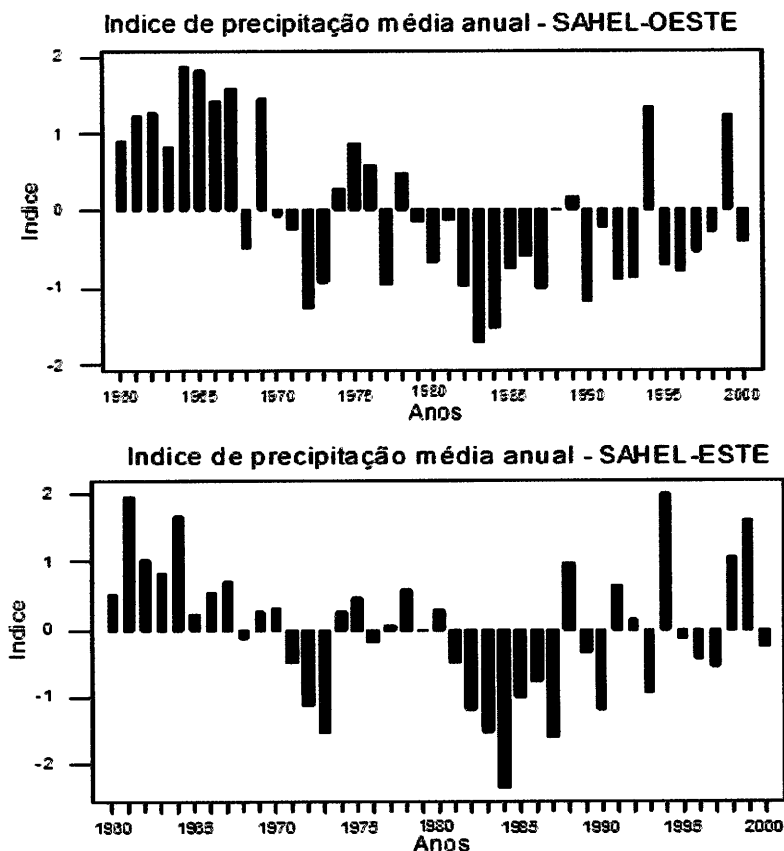 Indice de precipitação média anual - SAHEL-OESTE
2
1
0
-1
-2
Indice
1960 1965 1970 1975 1980 1985 1990 1995 2000
Anos
Indice de precipitação média anual - SAHEL-ESTE
2
1
0
-1
-2
Indice
1960 1965 1970 1975 1980 1985 1990 1995 2000
Anos